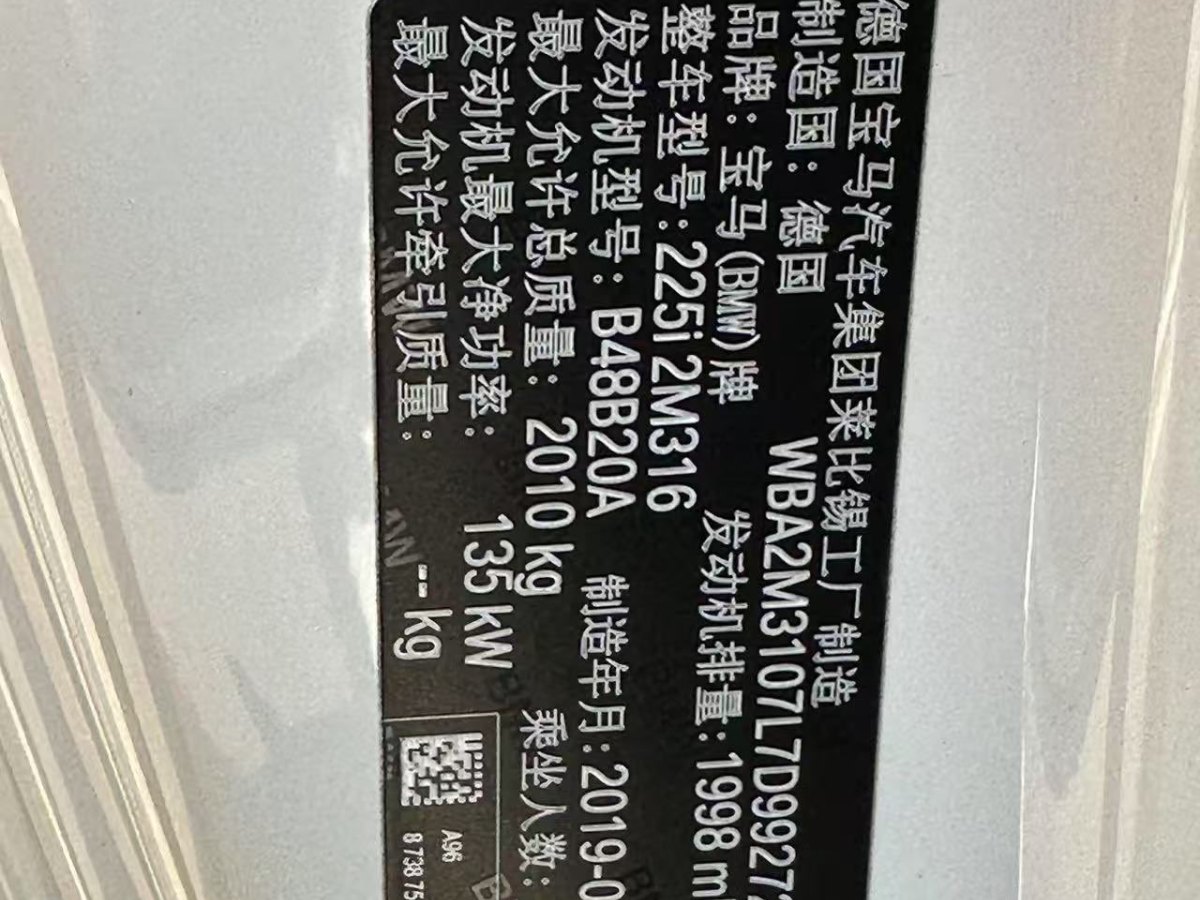 德国宝马汽车集团莱比锡工厂制造
制造国：德国 WBA2M3107L7D99272
品牌：宝马(BMW)牌 发动机排量：1998 m
整车型号：225i 2M316
发动机型号：B48B20A 制造年月：2019-0
最大允许总质量：2010 kg 乘坐人数：
发动机最大净功率：135 kW
最大允许牵引质量：-- kg
A96
8 738 75